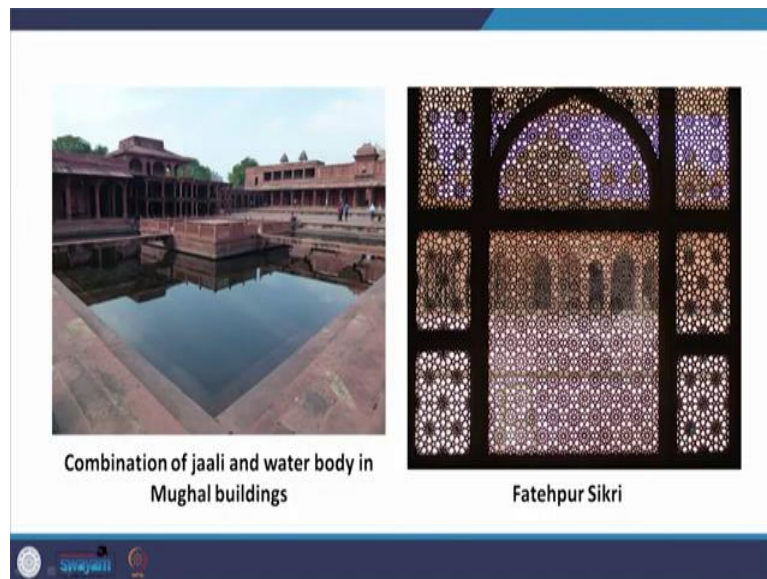 Combination of jaali and water body in
Mughal buildings
Fatehpur Sikri
swayam